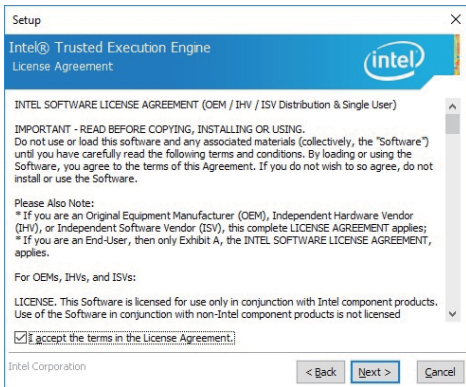 Setup
Intel® Trusted Execution Engine
License Agreement
intel
INTEL SOFTWARE LICENSE AGREEMENT (OEM / IHV / ISV Distribution & Single User)
IMPORTANT - READ BEFORE COPYING, INSTALLING OR USING.
Do not use or load this software and any associated materials (collectively, the "Software")
until you have carefully read the following terms and conditions. By loading or using the
Software, you agree to the terms of this Agreement. If you do not wish to so agree, do not
install or use the Software.
Please Also Note:
* If you are an Original Equipment Manufacturer (OEM), Independent Hardware Vendor
(IHV), or Independent Software Vendor (ISV), this complete LICENSE AGREEMENT applies;
* If you are an End-User, then only Exhibit A, the INTEL SOFTWARE LICENSE AGREEMENT,
applies.
For OEMs, IHVs, and ISVs:
LICENSE. This Software is licensed for use only in conjunction with Intel component products.
Use of the Software in conjunction with non-Intel component products is not licensed
I accept the terms in the License Agreement.
Intel Corporation
< Back
Next >
Cancel